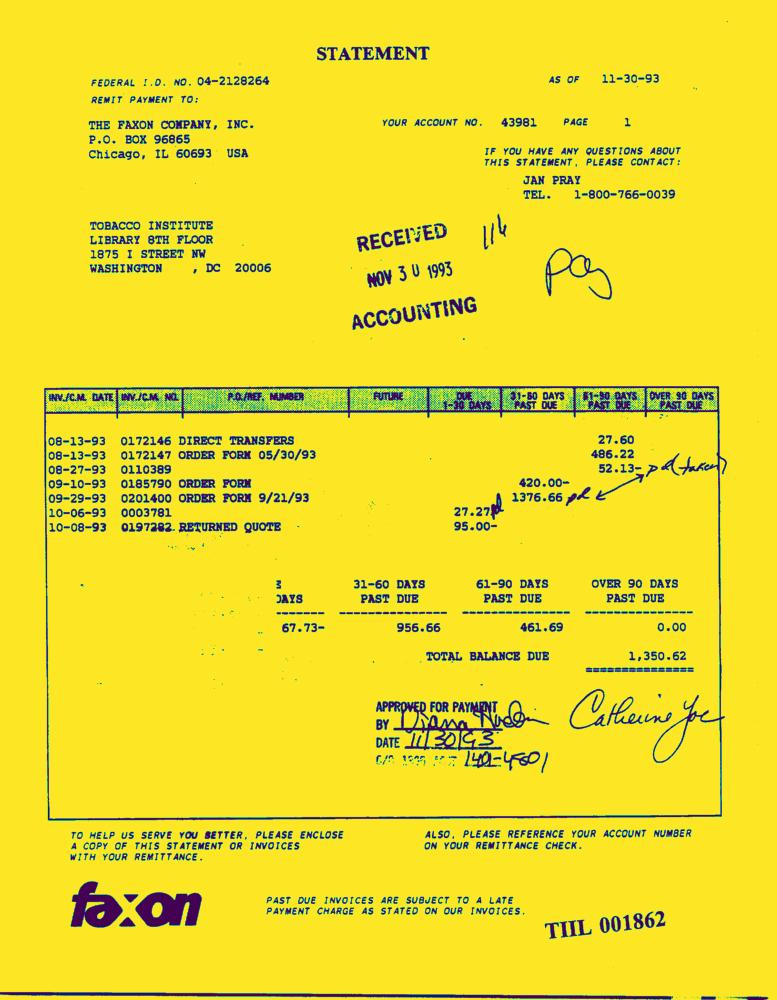 STATEMENT
FEDERAL I.D. NO. 04-2128264
AS OF 11-30-93
REMIT PAYMENT TO:
THE FAXON COMPANY, INC.
YOUR ACCOUNT NO. 43981 PAGE 1
P.O. BOX 96865
Chicago, IL 60693 USA
IF YOU HAVE ANY QUESTIONS ABOUT
THIS STATEMENT, PLEASE CONTACT:
JAN PRAY
TEL. 1-800-766-0039
TOBACCO INSTITUTE
LIBRARY 8TH FLOOR
1875 I STREET NW
WASHINGTON , DC 20006
RECEIVED
NOV 30 1993
ACCOUNTING
116
Pay
INV./C.M. DATE INV./C.M. NO. P.O./REF. NUMBER FUTURE DUE 1-30 DAYS 31-60 DAYS PAST DUE 61-90 DAYS PAST DUE OVER 90 DAYS PAST DUE
08-13-93 0172146 DIRECT TRANSFERS 27.60
08-13-93 0172147 ORDER FORM 05/30/93 486.22
08-27-93 0110389 52.13- pd (taken)
09-10-93 0185790 ORDER FORM 420.00-
09-29-93 0201400 ORDER FORM 9/21/93 1376.66 pd
10-06-93 0003781 27.27 pd
10-08-93 0197282 RETURNED QUOTE 95.00-
31-60 DAYS 61-90 DAYS OVER 90 DAYS
DAYS PAST DUE PAST DUE PAST DUE
67.73- 956.66 461.69 0.00
TOTAL BALANCE DUE 1,350.62
APPROVED FOR PAYMENT
BY Diana
Catherine Yoe
DATE 11/30/93
1401-4501
TO HELP US SERVE YOU BETTER, PLEASE ENCLOSE
A COPY OF THIS STATEMENT OR INVOICES
WITH YOUR REMITTANCE.
ALSO, PLEASE REFERENCE YOUR ACCOUNT NUMBER
ON YOUR REMITTANCE CHECK.
faxon
PAST DUE INVOICES ARE SUBJECT TO A LATE
PAYMENT CHARGE AS STATED ON OUR INVOICES.
TIIL 001862